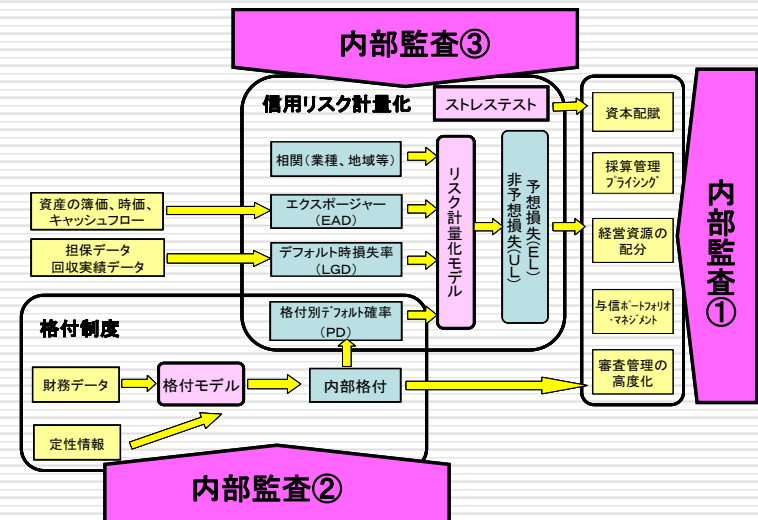 内部監査③
信用リスク計量化
ストレステスト
資本配賦
相関（業種、地域等）
採算管理
プライシング
資産の簿価、時価、
キャッシュフロー
エクスポージャー
（EAD）
リスク計量化モデル
予想損失（EL）
非予想損失（UL）
経営資源の
配分
内部監査①
担保データ
回収実績データ
デフォルト時損失率
（LGD）
格付制度
格付別デフォルト確率
（PD）
与信ポートフォリオ
・マネジメント
財務データ
格付モデル
内部格付
審査管理の
高度化
定性情報
内部監査②